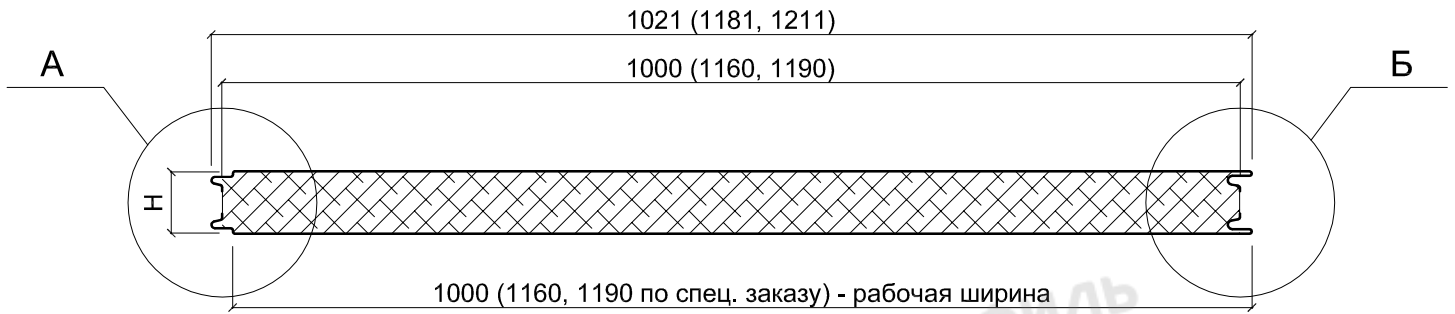 1021 (1181, 1211)
А
1000 (1160, 1190)
Б
Н
1000 (1160, 1190 по спец. заказу) - рабочая ширина